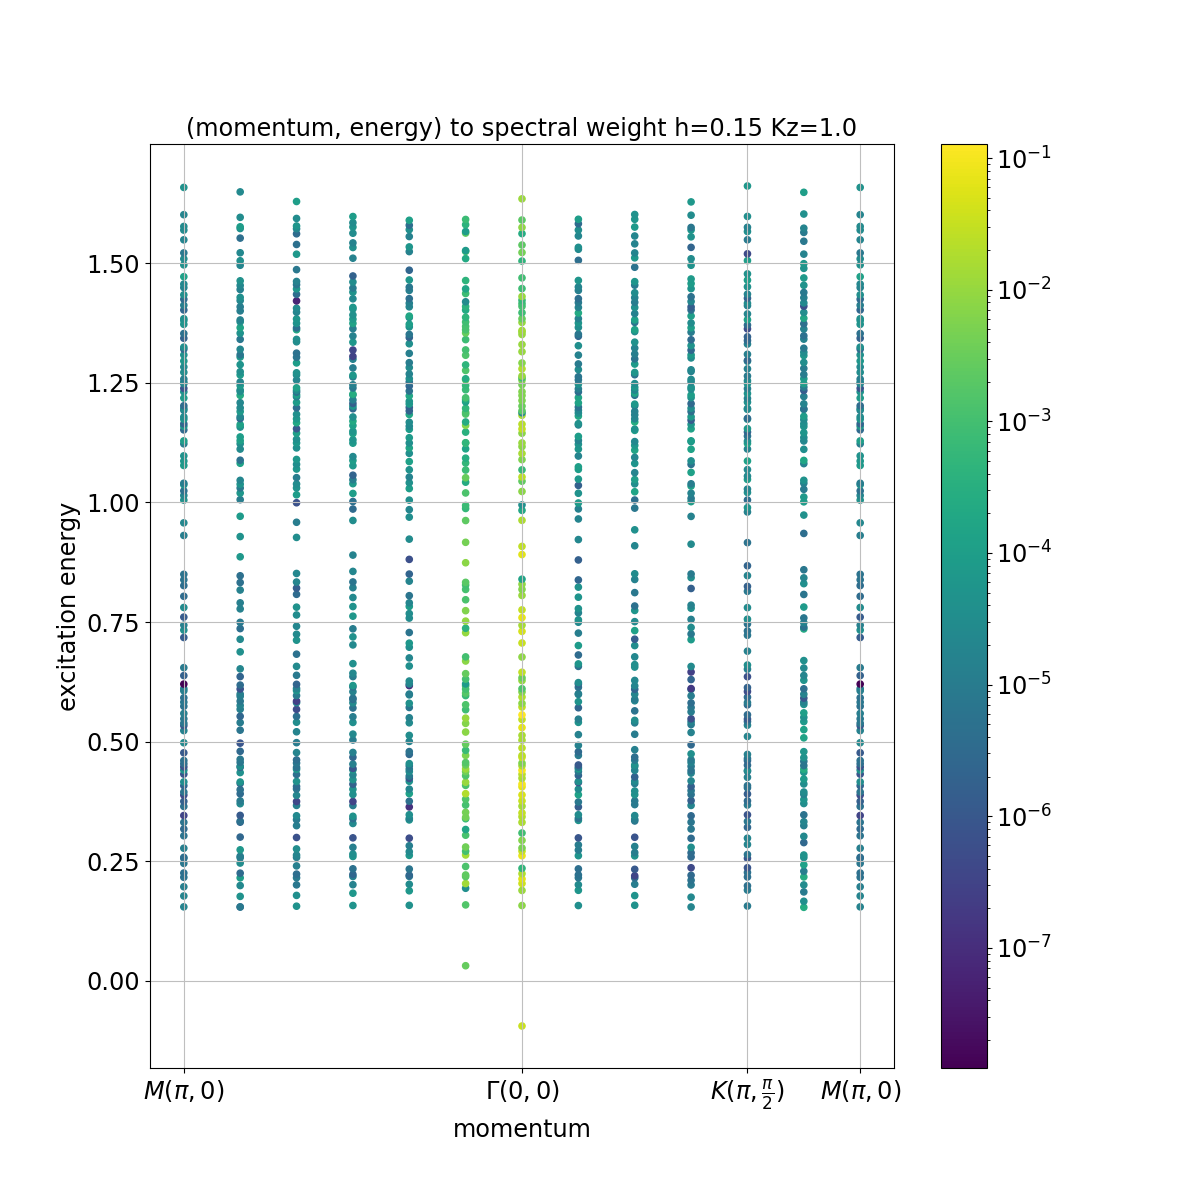 (momentum, energy) to spectral weight h=0.15 Kz=1.0
excitation energy
1.50
1.25
1.00
0.75
0.50
0.25
0.00
M(π, 0)
Γ(0, 0)
K(π, π/2)
M(π, 0)
momentum
10⁻¹
10⁻²
10⁻³
10⁻⁴
10⁻⁵
10⁻⁶
10⁻⁷